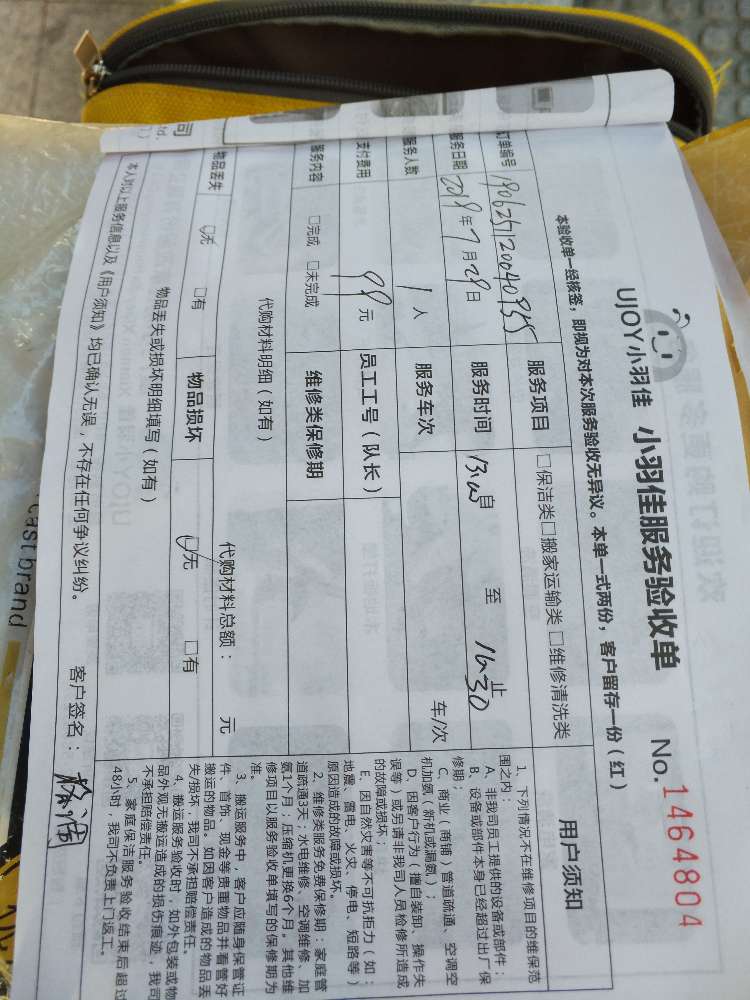 UJOY小羽佳 小羽佳服务验收单 No.1464804
本验收单一经核签，即视为对本次服务验收无异议。本单一式两份，客户留存一份（红）
订单编号 服务项目 □保洁类□搬家运输类□维修清洗类
服务日期 2019年7月29日 服务时间 自 至 16:30 止
服务人数 1人 服务车次 车/次
支付费用 99元 员工工号（队长）
服务内容 □完成 □未完成 维修类保修期
代购材料明细（如有） 代购材料总额： 元
物品丢失 □无 □有 物品损坏 □无 □有
物品丢失或损坏明细填写（如有）
本人对以上服务信息以及《用户须知》均已确认无误，不存在任何争议纠纷。 客户签名：
用户须知
1、下列情况不在维修项目的维保范
围之内：
A、非我司员工提供的设备或部件；
B、设备或部件本身已经超过出厂保
修期；
C、商业（商铺）管道疏通、空调空
机加氨（新机或漏氨）；
D、因客户行为（擅自装卸、操作失
误等）或另请非我司人员检修所造成
的故障或损坏；
E、因自然灾害等不可抗拒力（如：
地震、雷电、火灾、停电、短路等）
原因造成的故障或损坏。
2、维修类服务免费保修期：家庭管
道疏通3天；水电维修、空调维修、加
氨1个月；压缩机更换6个月。其他维
修项目以服务验收单填写的保修期为
准。
3、搬运服务中，客户应随身保管证
件、首饰、现金等贵重物品并看管好
搬运的物品。如因客户造成的物品丢
失/损坏，我司不承担赔偿责任。
4、搬运服务验收时，如外包装或物
品外观无搬运造成的损伤痕迹，我司
不承担赔偿责任。
5、家庭保洁服务验收结束后超过
48小时，我司不负责上门返工。
castbrand